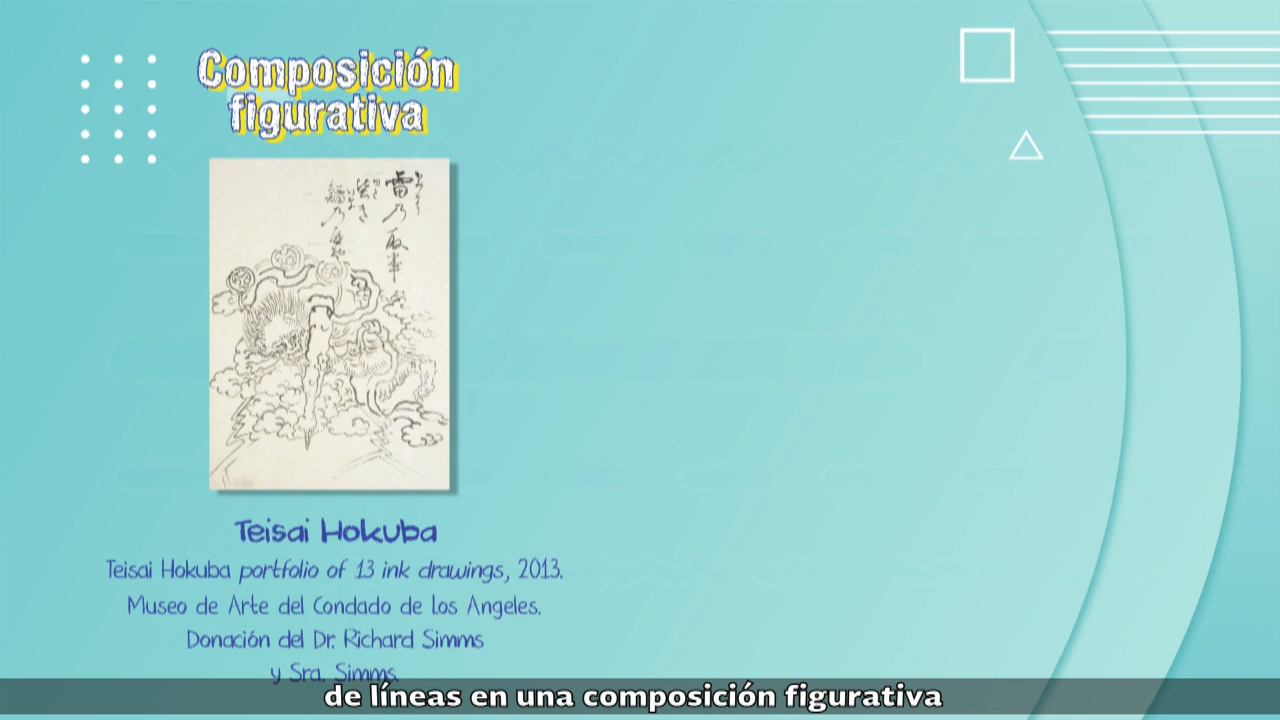 Composición
figurativa
Teisai Hokuba
Teisai Hokuba portfolio of 13 ink drawings, 2013.
Museo de Arte del Condado de Los Angeles.
Donación del Dr. Richard Simms
y Sra. Simms.
de líneas en una composición figurativa